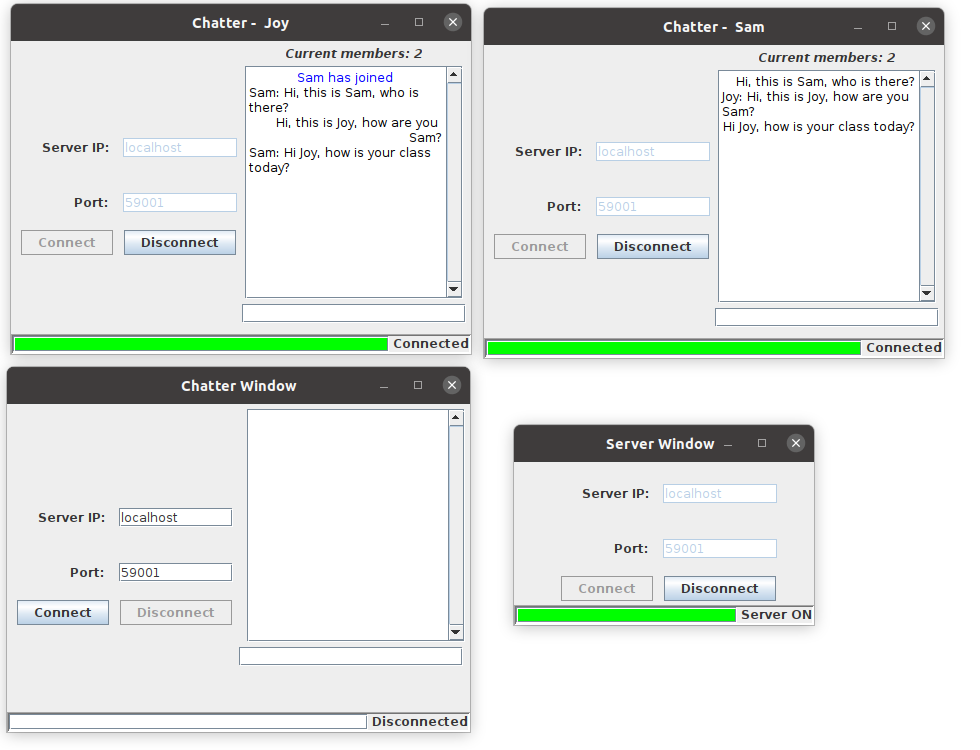 Chatter - Joy
Current members: 2
Sam has joined
Sam: Hi, this is Sam, who is
there?
Hi, this is Joy, how are you
Sam?
Sam: Hi Joy, how is your class
today?
Server IP: localhost
Port: 59001
Connect Disconnect
Connected
Chatter - Sam
Current members: 2
Hi, this is Sam, who is there?
Joy: Hi, this is Joy, how are you
Sam?
Hi Joy, how is your class today?
Server IP: localhost
Port: 59001
Connect Disconnect
Connected
Chatter Window
Server IP: localhost
Port: 59001
Connect Disconnect
Disconnected
Server Window
Server IP: localhost
Port: 59001
Connect Disconnect
Server ON